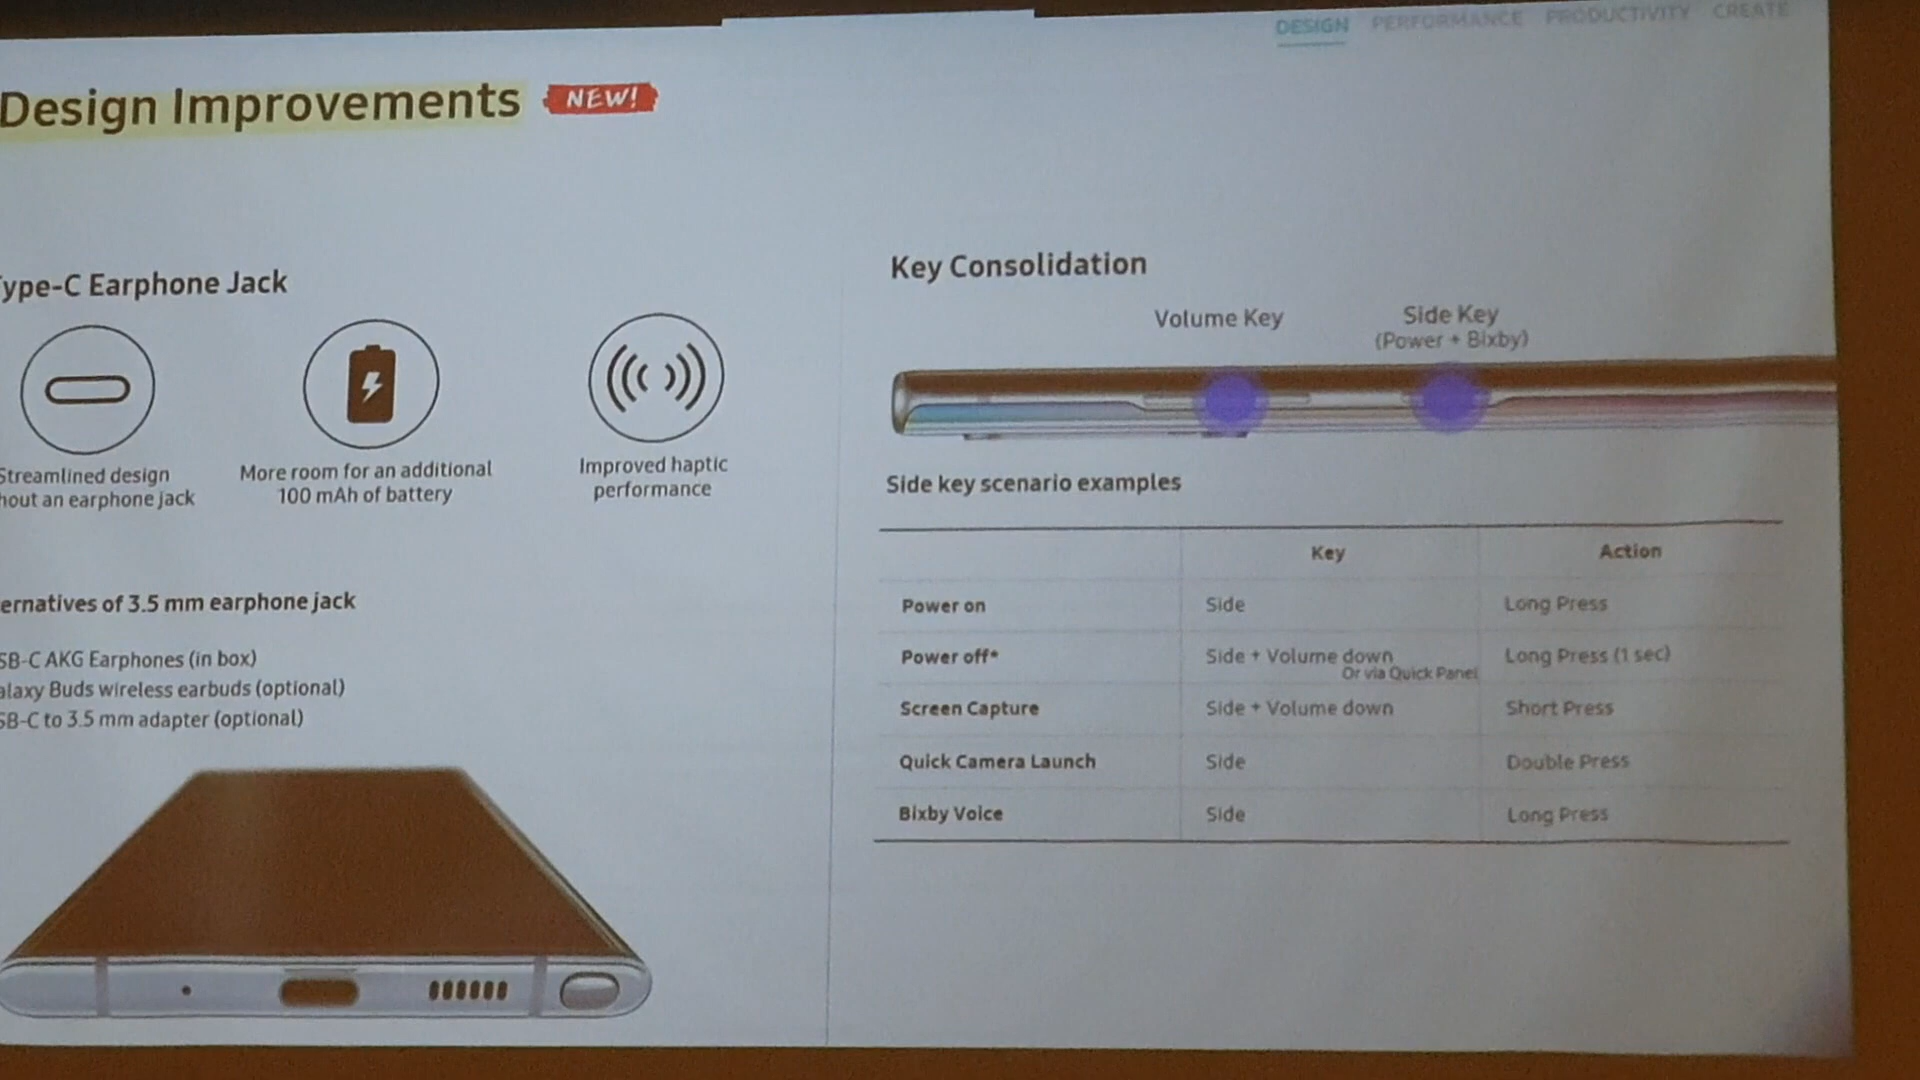 DESIGN PERFORMANCE PRODUCTIVITY CREATE
Design Improvements NEW!
ype-C Earphone Jack
Streamlined design
hout an earphone jack
More room for an additional
100 mAh of battery
Improved haptic
performance
ernatives of 3.5 mm earphone jack
SB-C AKG Earphones (in box)
alaxy Buds wireless earbuds (optional)
SB-C to 3.5 mm adapter (optional)
Key Consolidation
Volume Key
Side Key
(Power + Bixby)
Side key scenario examples
Key Action
Power on Side Long Press
Power off* Side + Volume down Long Press (1 sec)
Or via Quick Panel
Screen Capture Side + Volume down Short Press
Quick Camera Launch Side Double Press
Bixby Voice Side Long Press